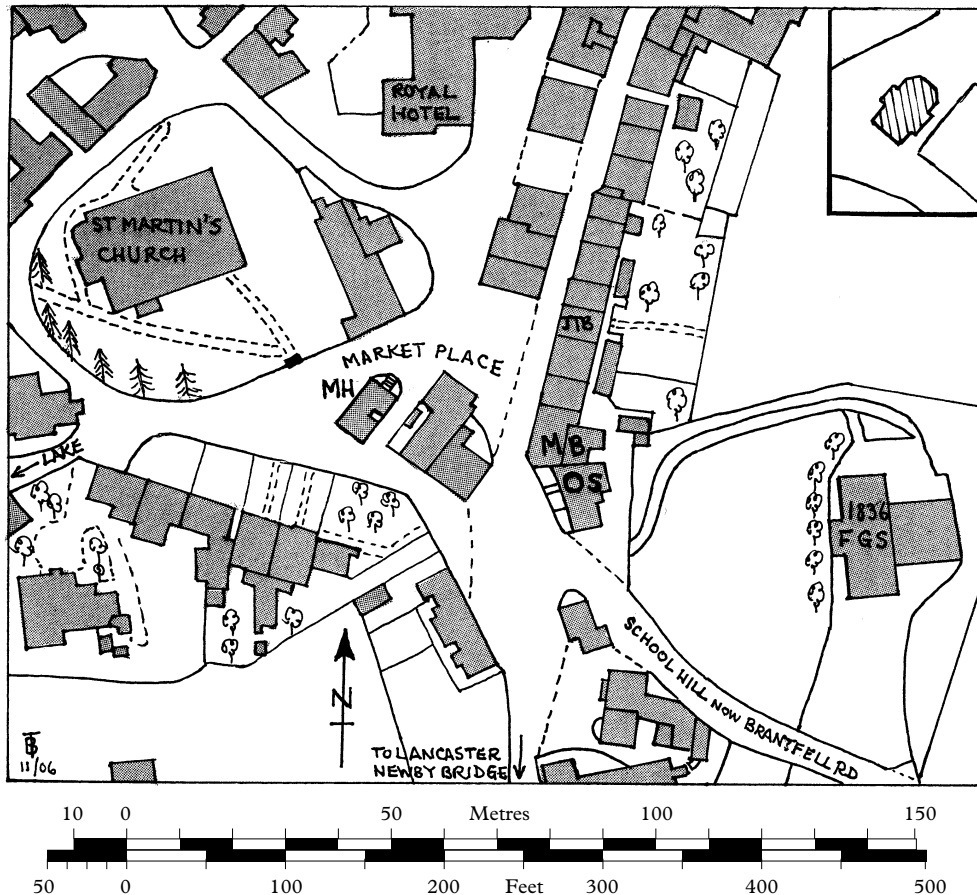 ROYAL
HOTEL
ST MARTIN'S
CHURCH
JTB
MARKET PLACE
MH
MB
OS
LAKE
1836
FGS
SCHOOL HILL NOW BRANTFELL RD
N
TO LANCASTER
NEWBY BRIDGE
11/06
10 0 50 Metres 100 150
50 0 100 200 Feet 300 400 500